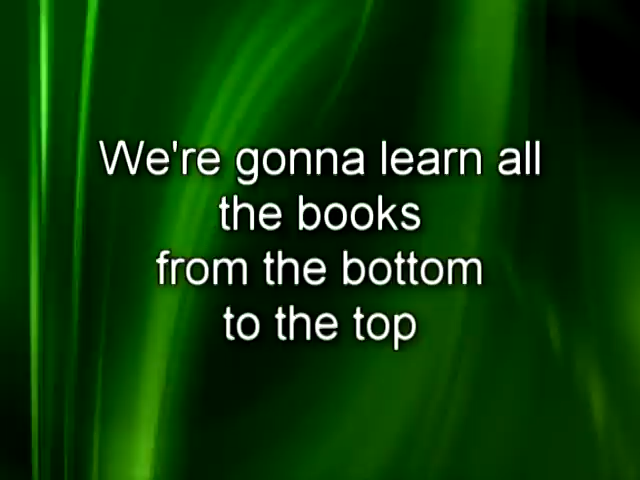 We're gonna learn all
the books
from the bottom
to the top